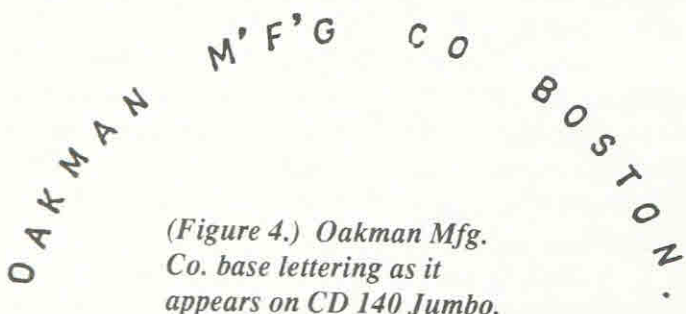 OAKMAN M'F'G CO BOSTON.
(Figure 4.) Oakman Mfg.
Co. base lettering as it
appears on CD 140 Jumbo.